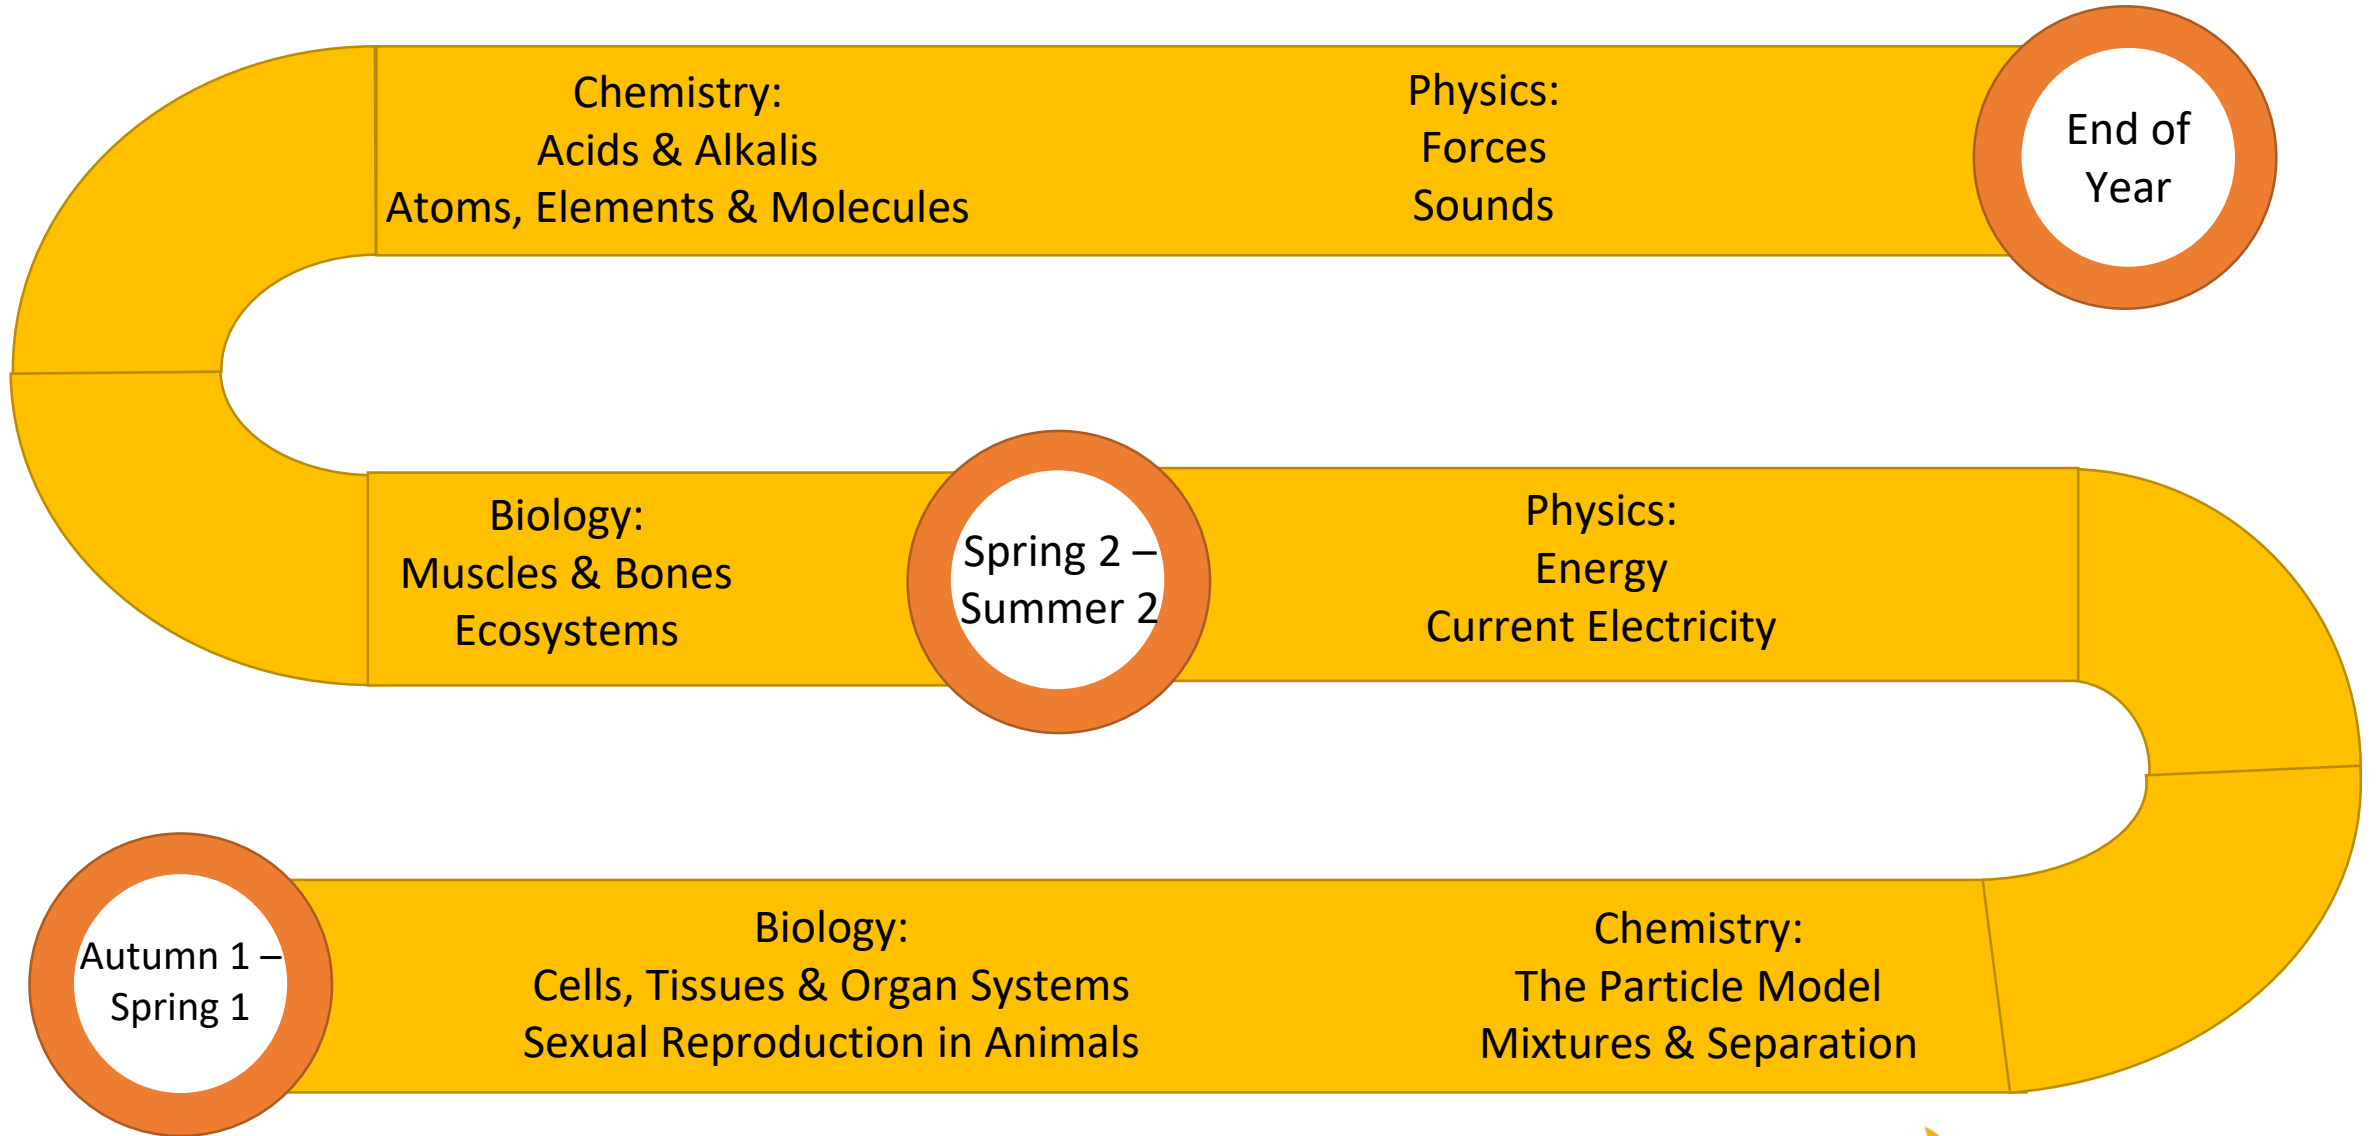 Chemistry:
Acids & Alkalis
Atoms, Elements & Molecules
Physics:
Forces
Sounds
End of
Year
Biology:
Muscles & Bones
Ecosystems
Spring 2 –
Summer 2
Physics:
Energy
Current Electricity
Autumn 1 –
Spring 1
Biology:
Cells, Tissues & Organ Systems
Sexual Reproduction in Animals
Chemistry:
The Particle Model
Mixtures & Separation